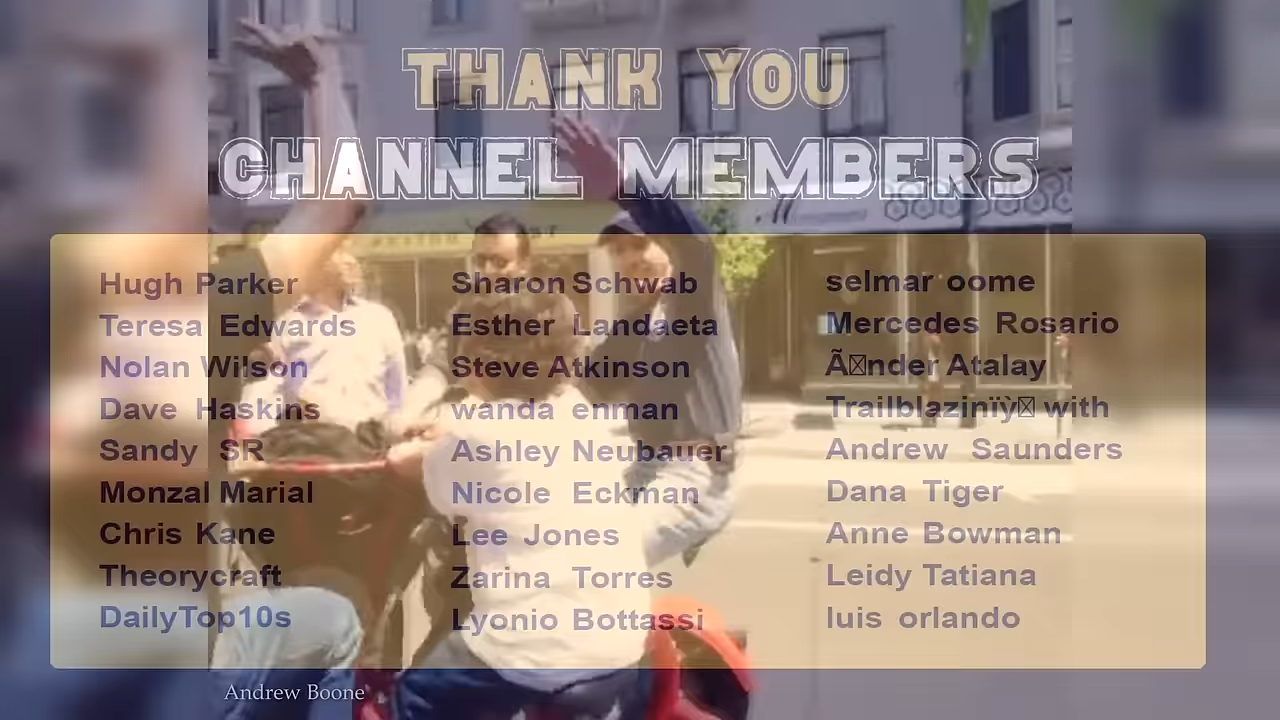 THANK YOU
CHANNEL MEMBERS
Hugh Parker
Teresa Edwards
Nolan Wilson
Dave Haskins
Sandy SR
Monzal Marial
Chris Kane
Theorycraft
DailyTop10s
Sharon Schwab
Esther Landaeta
Steve Atkinson
wanda enman
Ashley Neubauer
Nicole Eckman
Lee Jones
Zarina Torres
Lyonio Bottassi
selmar oome
Mercedes Rosario
Ã□nder Atalay
Trailblazinïÿ□ with
Andrew Saunders
Dana Tiger
Anne Bowman
Leidy Tatiana
luis orlando
Andrew Boone